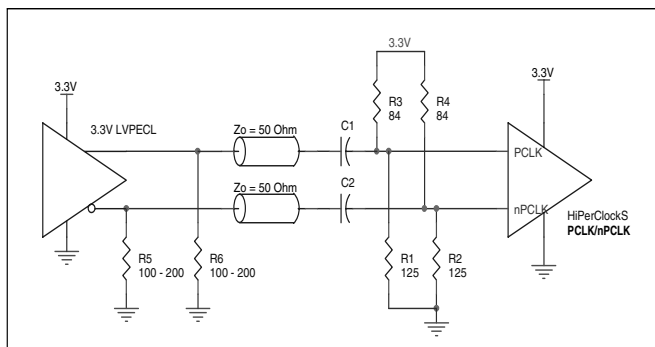 3.3V
3.3V
3.3V
3.3V LVPECL
R3
84
R4
84
Zo = 50 Ohm
C1
PCLK
Zo = 50 Ohm
C2
nPCLK
HiPerClockS
PCLK/nPCLK
R5
100 - 200
R6
100 - 200
R1
125
R2
125